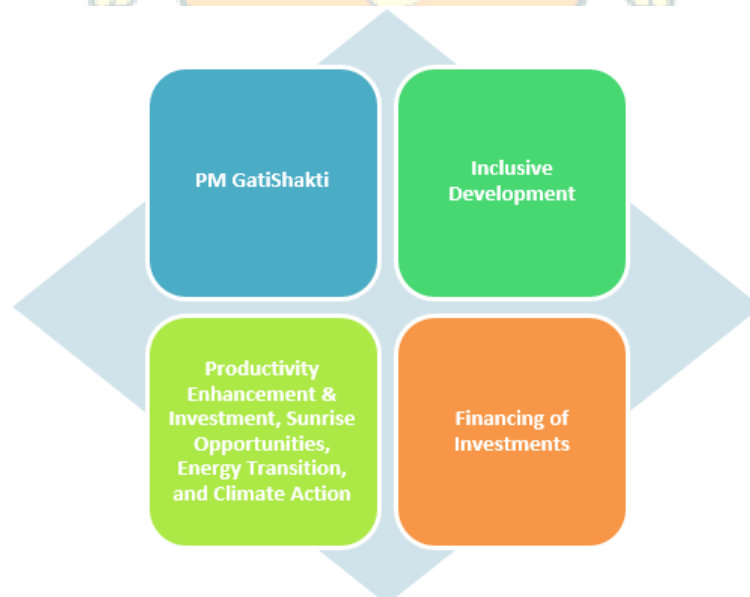 PM GatiShakti
Inclusive
Development
Productivity
Enhancement &
Investment, Sunrise
Opportunities,
Energy Transition,
and Climate Action
Financing of
Investments